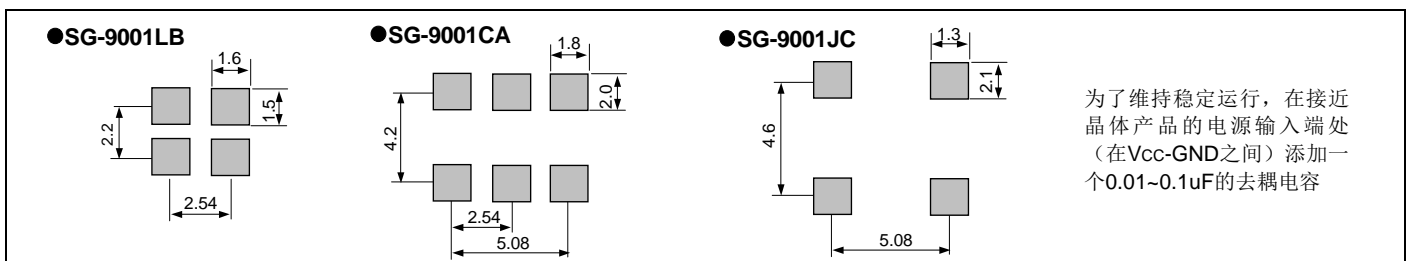 ●SG-9001LB
1.6
1.5
2.2
2.54
●SG-9001CA
1.8
2.0
4.2
2.54
5.08
●SG-9001JC
1.3
2.1
4.6
5.08
为了维持稳定运行，在接近
晶体产品的电源输入端处
（在Vcc-GND之间）添加一
个0.01~0.1uF的去耦电容